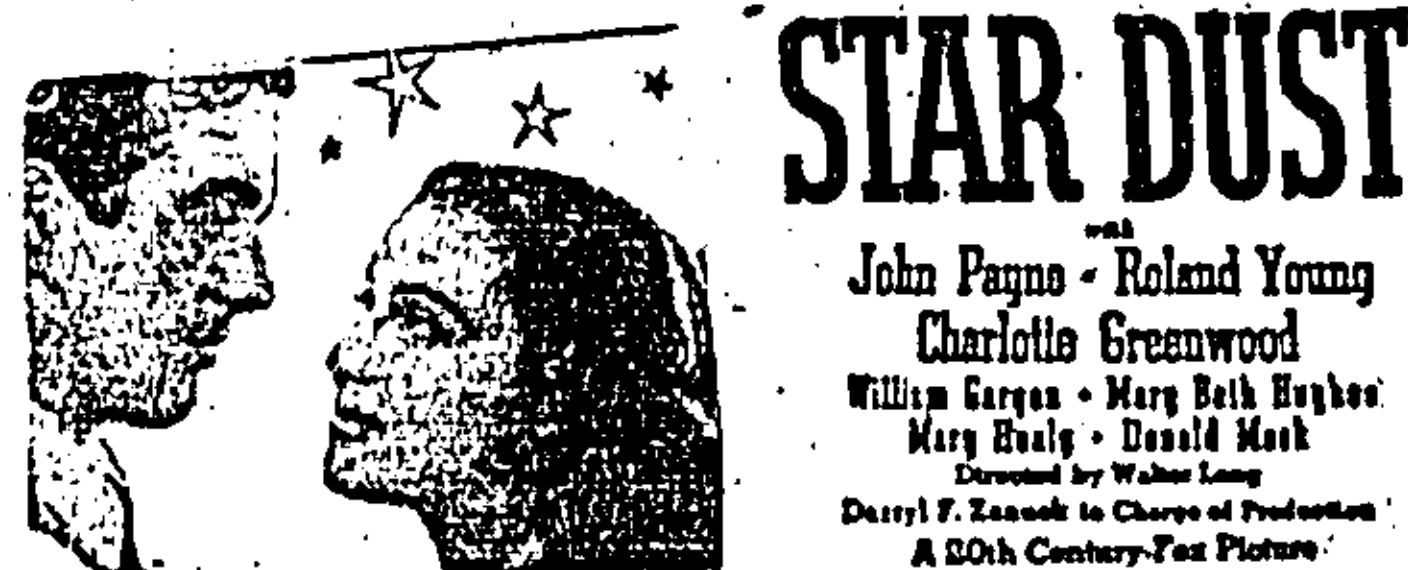 STAR DUST
with
John Payne - Roland Young
Charlotte Greenwood
William Gargan • Mary Beth Hughes
Mary Healy • Donald Meek
Directed by Walter Lang
Darryl F. Zanuck in Charge of Production
A 20th Century-Fox Picture